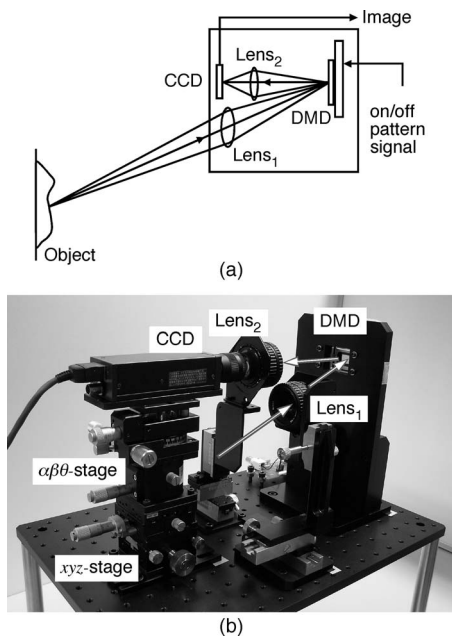 Image
Lens2
CCD
DMD
on/off
pattern
signal
Lens1
Object
(a)
Lens2
DMD
CCD
Lens1
αβθ-stage
xyz-stage
(b)